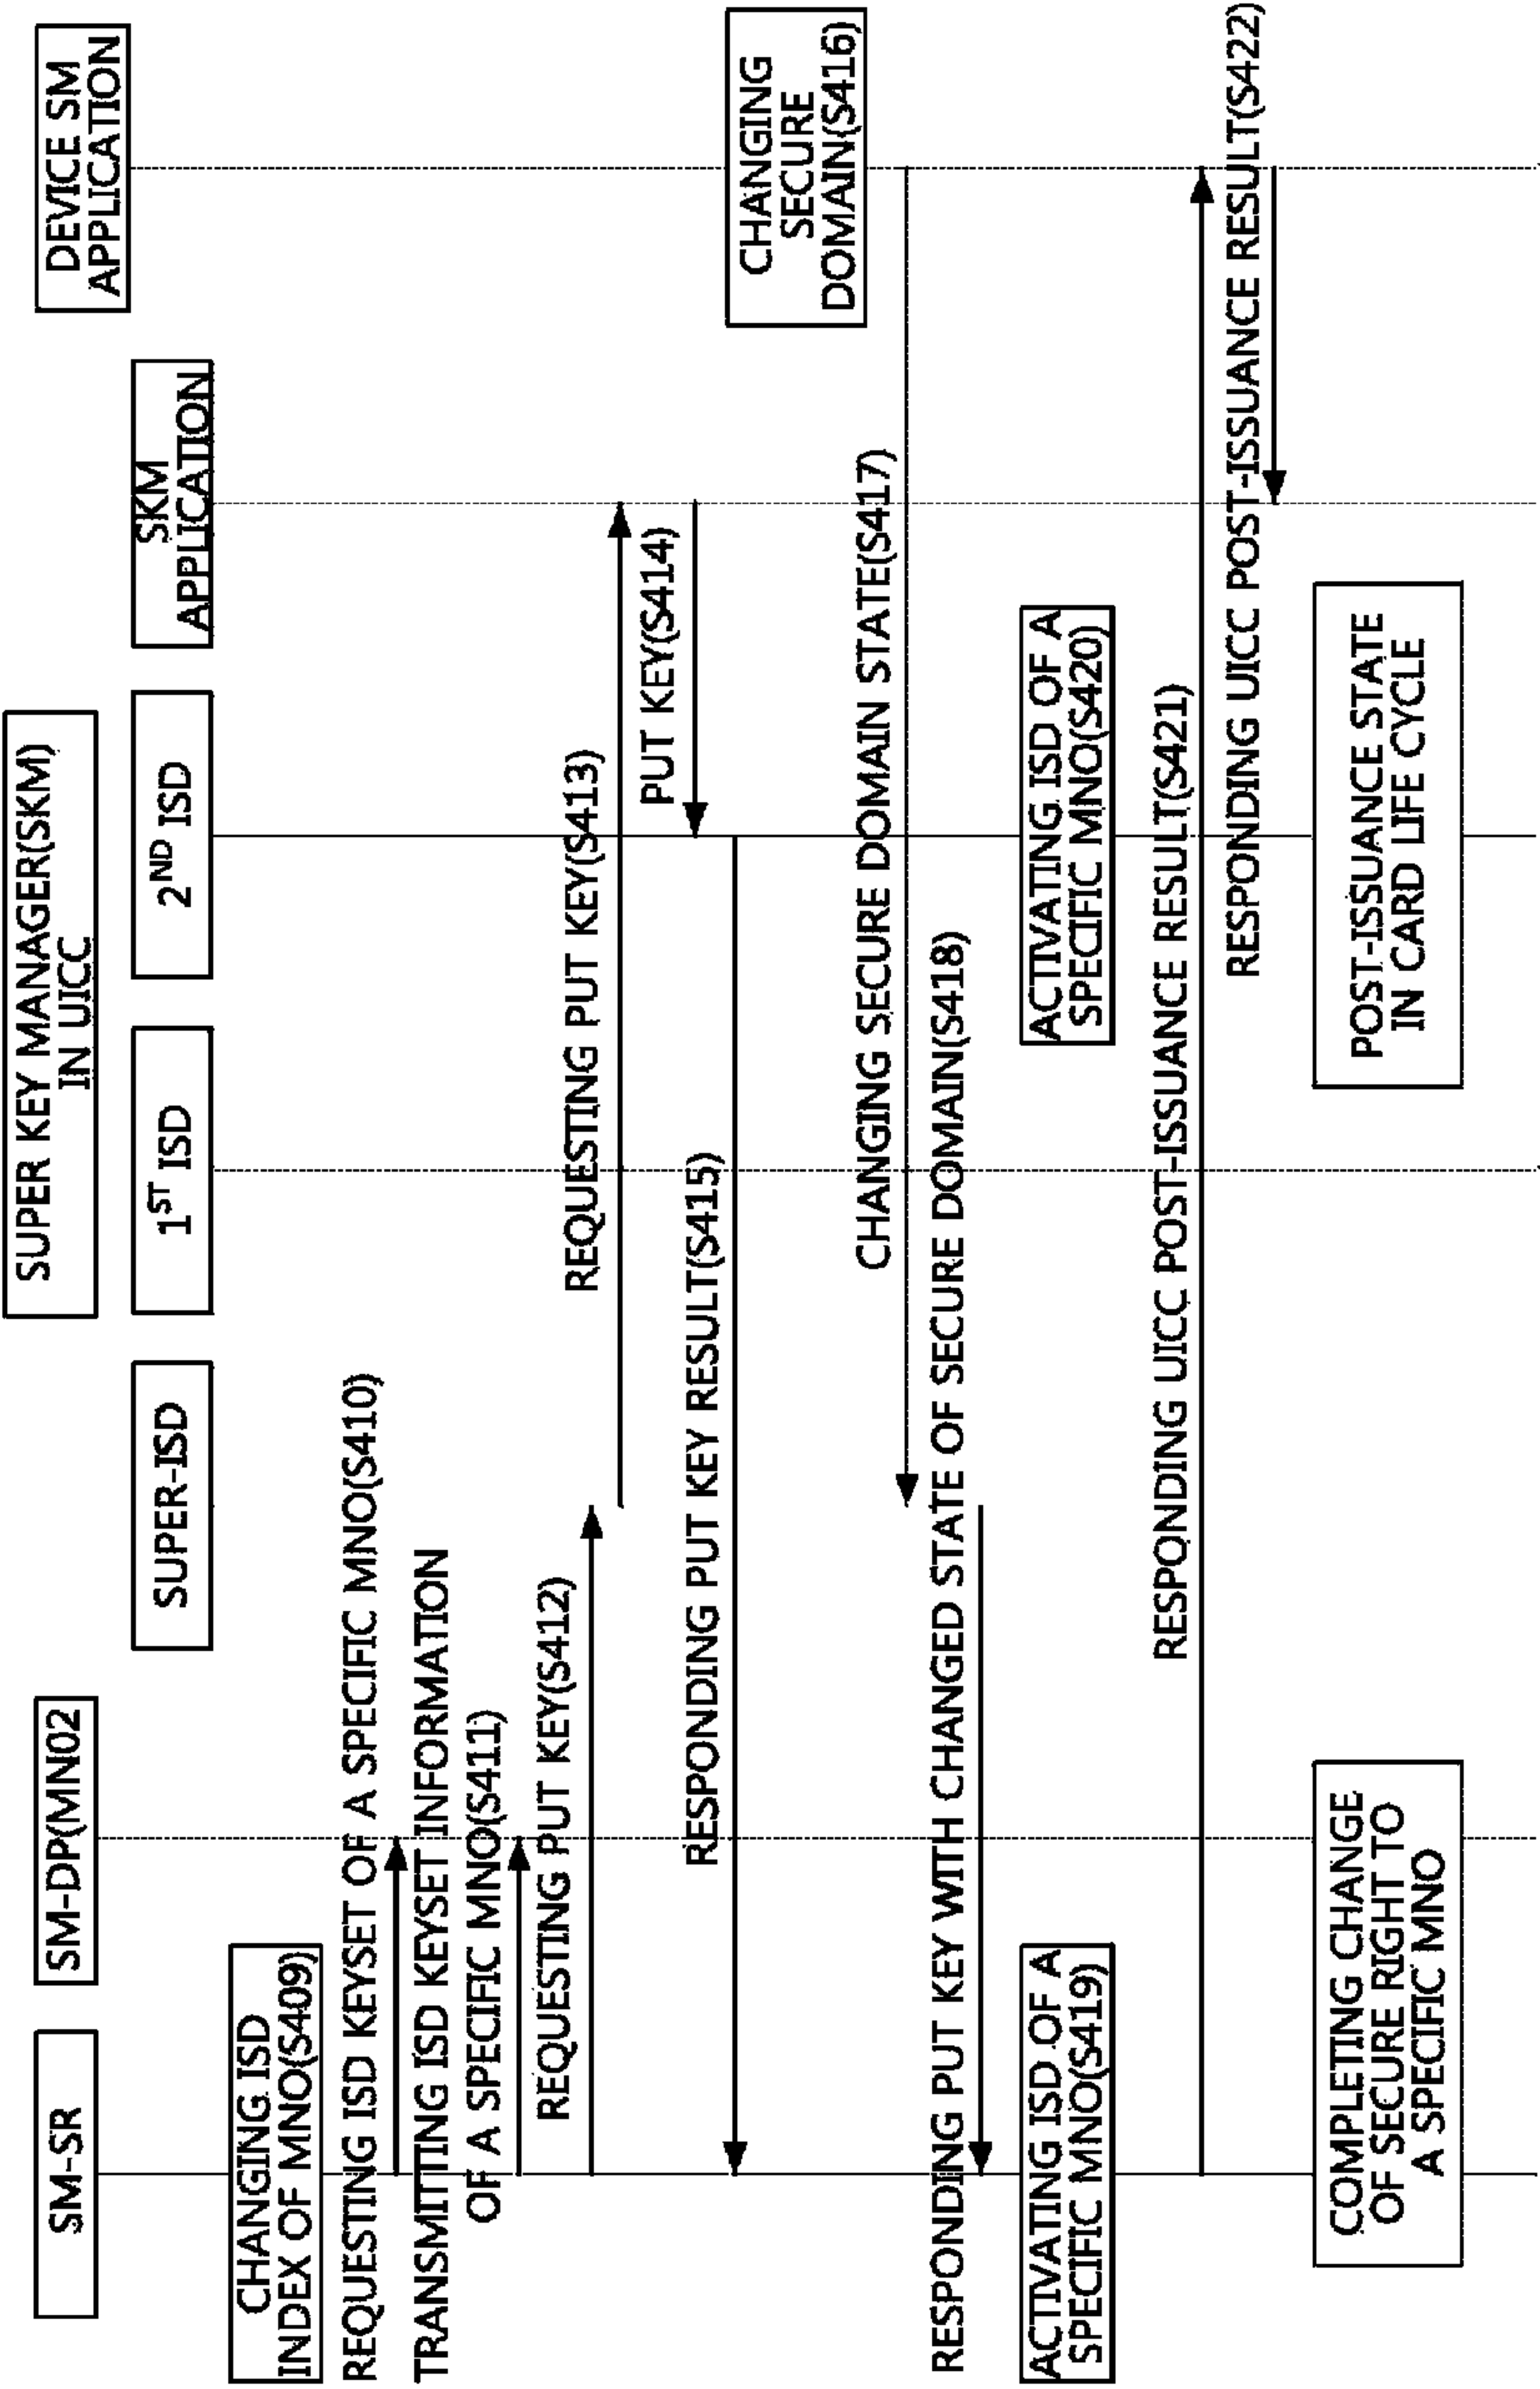 SUPER KEY MANAGER(SKM)
IN UICC
SM-SR
SM-DP(MN02
SUPER-ISD
1ST ISD
2ND ISD
SKM
APPLICATION
DEVICE SM
APPLICATION
CHANGING ISD
INDEX OF MNO(S409)
REQUESTING ISD KEYSET OF A SPECIFIC MNO(S410)
TRANSMITTING ISD KEYSET INFORMATION
OF A SPECIFIC MNO(S411)
REQUESTING PUT KEY(S412)
REQUESTING PUT KEY(S413)
PUT KEY(S414)
RESPONDING PUT KEY RESULT(S415)
CHANGING
SECURE
DOMAIN(S416)
CHANGING SECURE DOMAIN STATE(S417)
RESPONDING PUT KEY WITH CHANGED STATE OF SECURE DOMAIN(S418)
ACTIVATING ISD OF A
SPECIFIC MNO(S419)
ACTIVATING ISD OF A
SPECIFIC MNO(S420)
RESPONDING UICC POST-ISSUANCE RESULT(S421)
RESPONDING UICC POST-ISSUANCE RESULT(S422)
COMPLETING CHANGE
OF SECURE RIGHT TO
A SPECIFIC MNO
POST-ISSUANCE STATE
IN CARD LIFE CYCLE